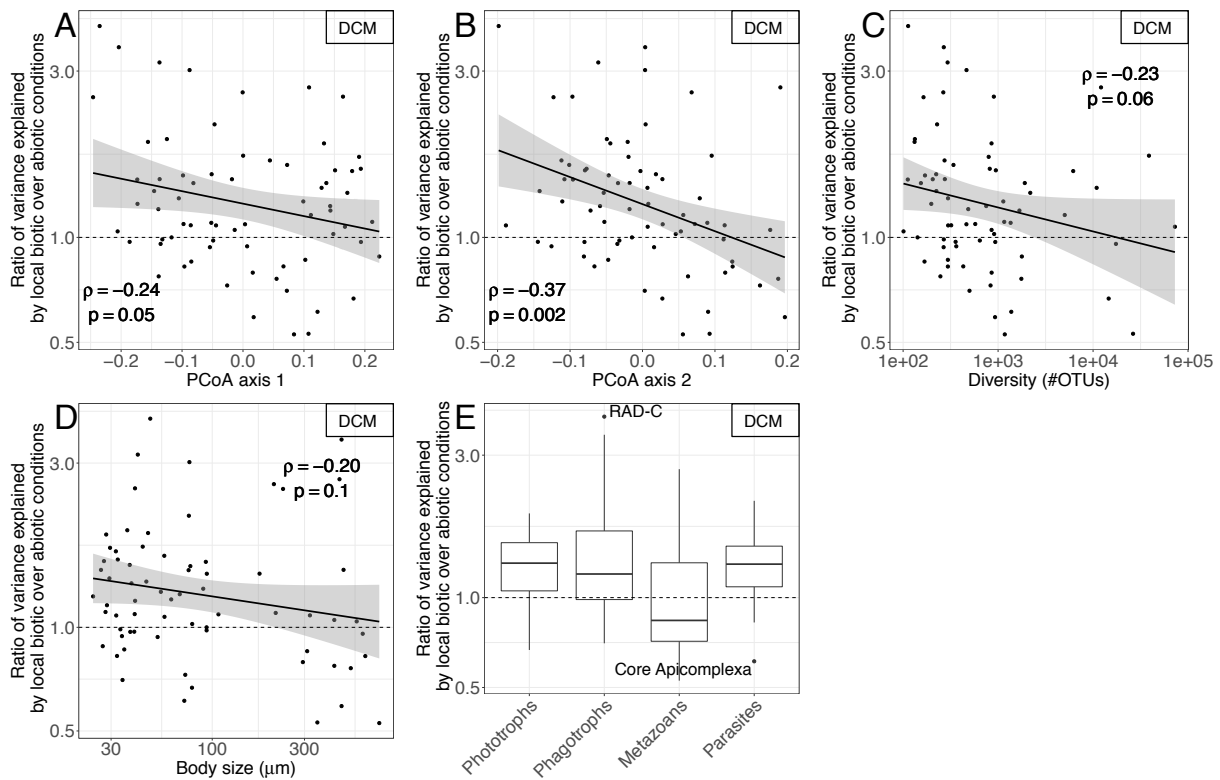 A
DCM
Ratio of variance explained
by local biotic over abiotic conditions
3.0
1.0
0.5
ρ = −0.24
p = 0.05
−0.2 −0.1 0.0 0.1 0.2
PCoA axis 1
B
DCM
Ratio of variance explained
by local biotic over abiotic conditions
3.0
1.0
0.5
ρ = −0.37
p = 0.002
−0.2 −0.1 0.0 0.1 0.2
PCoA axis 2
C
DCM
Ratio of variance explained
by local biotic over abiotic conditions
3.0
1.0
0.5
ρ = −0.23
p = 0.06
1e+02 1e+03 1e+04 1e+05
Diversity (#OTUs)
D
DCM
Ratio of variance explained
by local biotic over abiotic conditions
3.0
1.0
0.5
ρ = −0.20
p = 0.1
30 100 300
Body size (μm)
E
DCM
Ratio of variance explained
by local biotic over abiotic conditions
3.0
1.0
0.5
RAD-C
Core Apicomplexa
Phototrophs
Phagotrophs
Metazoans
Parasites